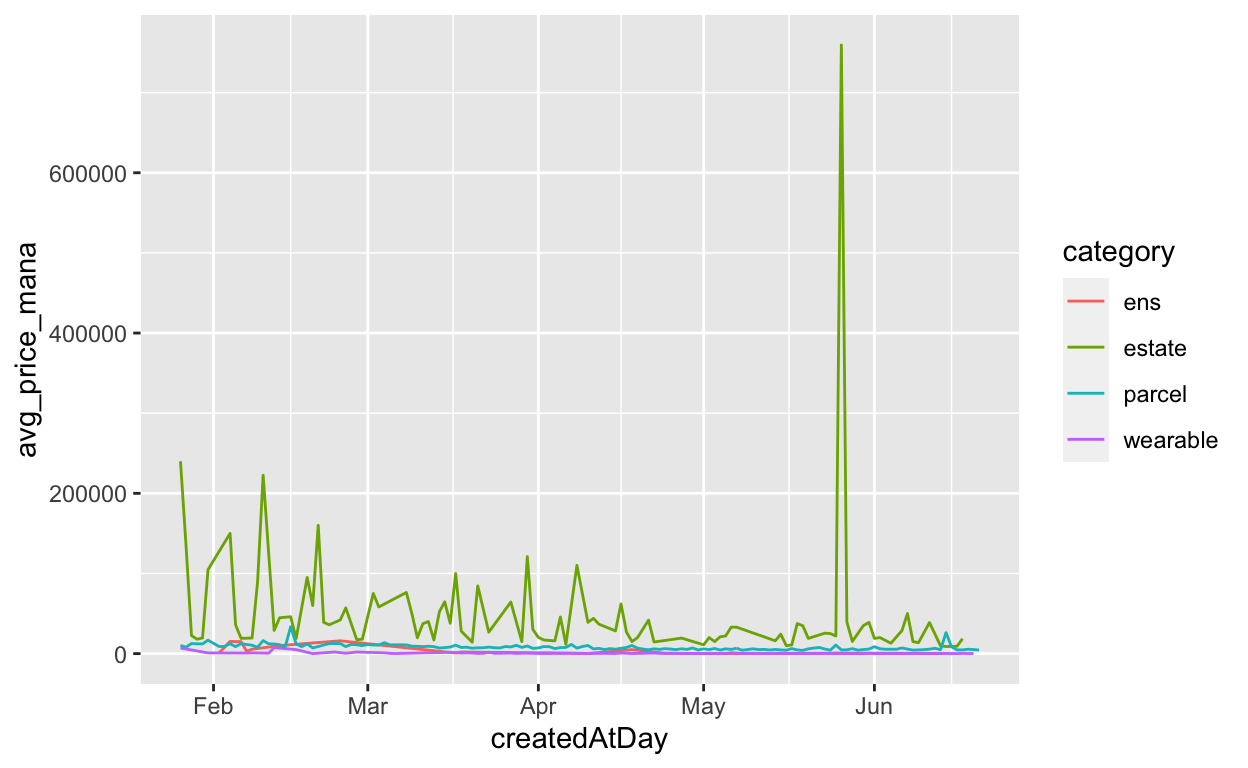 600000
400000
200000
0
avg_price_mana
Feb Mar Apr May Jun
createdAtDay
category
ens
estate
parcel
wearable